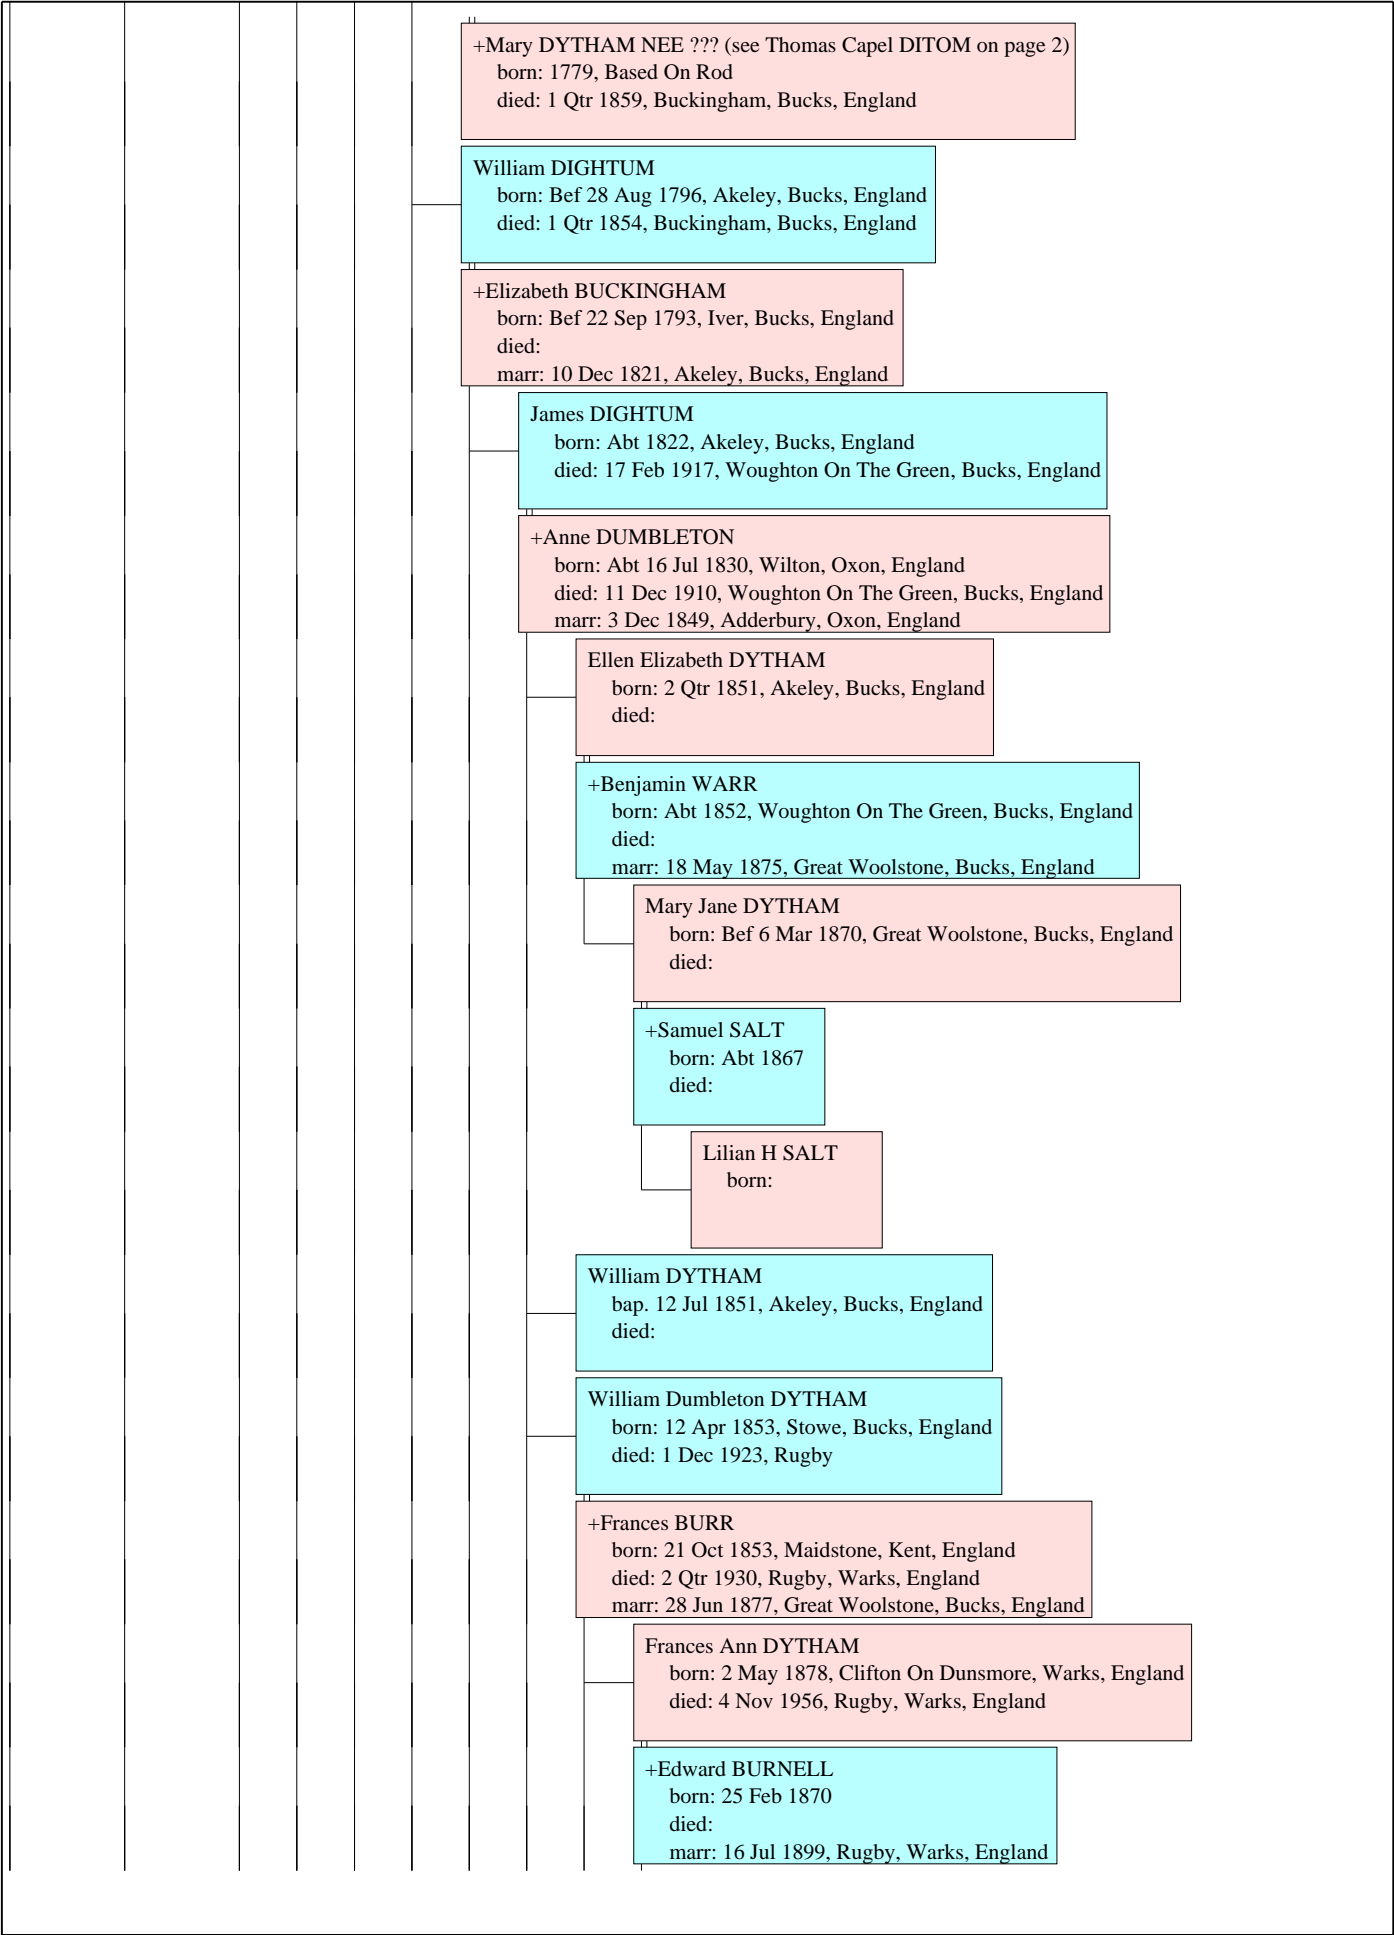 +Mary DYTHAM NEE ??? (see Thomas Capel DITOM on page 2)
born: 1779, Based On Rod
died: 1 Qtr 1859, Buckingham, Bucks, England
William DIGHTUM
born: Bef 28 Aug 1796, Akeley, Bucks, England
died: 1 Qtr 1854, Buckingham, Bucks, England
+Elizabeth BUCKINGHAM
born: Bef 22 Sep 1793, Iver, Bucks, England
died:
marr: 10 Dec 1821, Akeley, Bucks, England
James DIGHTUM
born: Abt 1822, Akeley, Bucks, England
died: 17 Feb 1917, Woughton On The Green, Bucks, England
+Anne DUMBLETON
born: Abt 16 Jul 1830, Wilton, Oxon, England
died: 11 Dec 1910, Woughton On The Green, Bucks, England
marr: 3 Dec 1849, Adderbury, Oxon, England
Ellen Elizabeth DYTHAM
born: 2 Qtr 1851, Akeley, Bucks, England
died:
+Benjamin WARR
born: Abt 1852, Woughton On The Green, Bucks, England
died:
marr: 18 May 1875, Great Woolstone, Bucks, England
Mary Jane DYTHAM
born: Bef 6 Mar 1870, Great Woolstone, Bucks, England
died:
+Samuel SALT
born: Abt 1867
died:
Lilian H SALT
born:
William DYTHAM
bap. 12 Jul 1851, Akeley, Bucks, England
died:
William Dumbleton DYTHAM
born: 12 Apr 1853, Stowe, Bucks, England
died: 1 Dec 1923, Rugby
+Frances BURR
born: 21 Oct 1853, Maidstone, Kent, England
died: 2 Qtr 1930, Rugby, Warks, England
marr: 28 Jun 1877, Great Woolstone, Bucks, England
Frances Ann DYTHAM
born: 2 May 1878, Clifton On Dunsmore, Warks, England
died: 4 Nov 1956, Rugby, Warks, England
+Edward BURNELL
born: 25 Feb 1870
died:
marr: 16 Jul 1899, Rugby, Warks, England